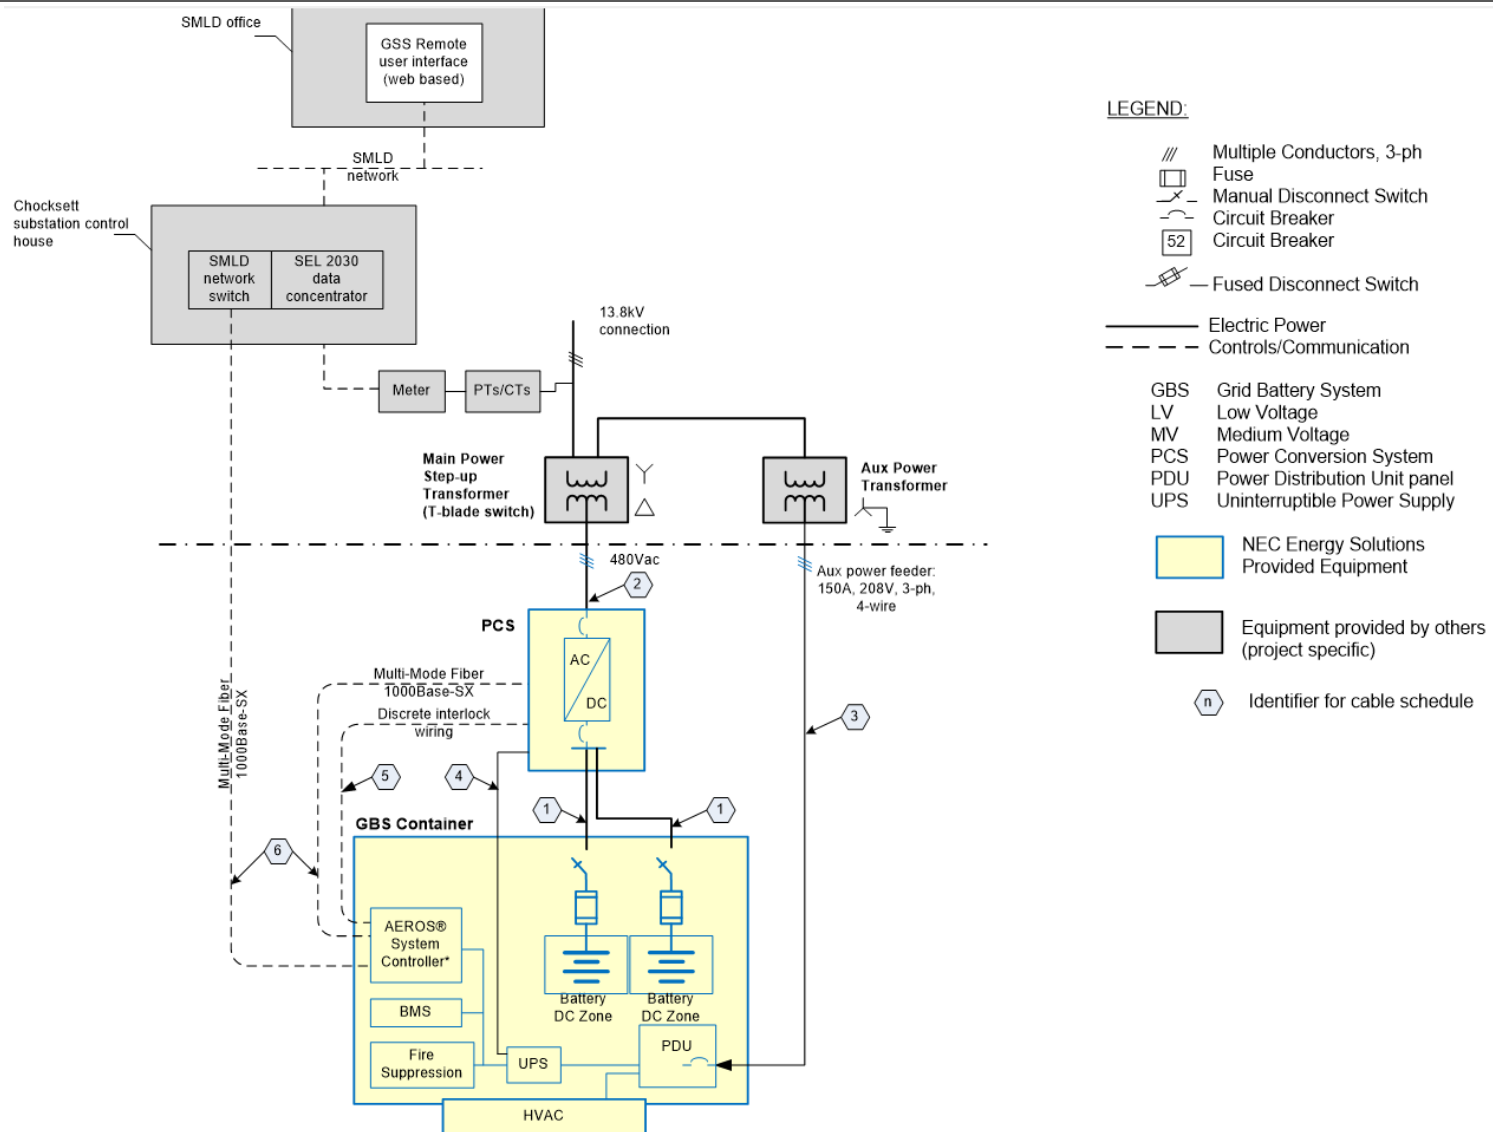 SMLD office
GSS Remote
user interface
(web based)
SMLD
network
Chocksett
substation control
house
SMLD
network
switch
SEL 2030
data
concentrator
13.8kV
connection
Meter
PTs/CTs
Main Power
Step-up
Transformer
(T-blade switch)
Aux Power
Transformer
480Vac
2
Aux power feeder:
150A, 208V, 3-ph,
4-wire
PCS
AC
DC
Multi-Mode Fiber
1000Base-SX
Discrete interlock
wiring
Multi-Mode Fiber
1000Base-SX
3
5
4
1
1
6
GBS Container
AEROS®
System
Controller*
BMS
Fire
Suppression
UPS
Battery
DC Zone
Battery
DC Zone
PDU
HVAC
LEGEND:
Multiple Conductors, 3-ph
Fuse
Manual Disconnect Switch
Circuit Breaker
52 Circuit Breaker
Fused Disconnect Switch
Electric Power
Controls/Communication
GBS Grid Battery System
LV Low Voltage
MV Medium Voltage
PCS Power Conversion System
PDU Power Distribution Unit panel
UPS Uninterruptible Power Supply
NEC Energy Solutions
Provided Equipment
Equipment provided by others
(project specific)
n Identifier for cable schedule